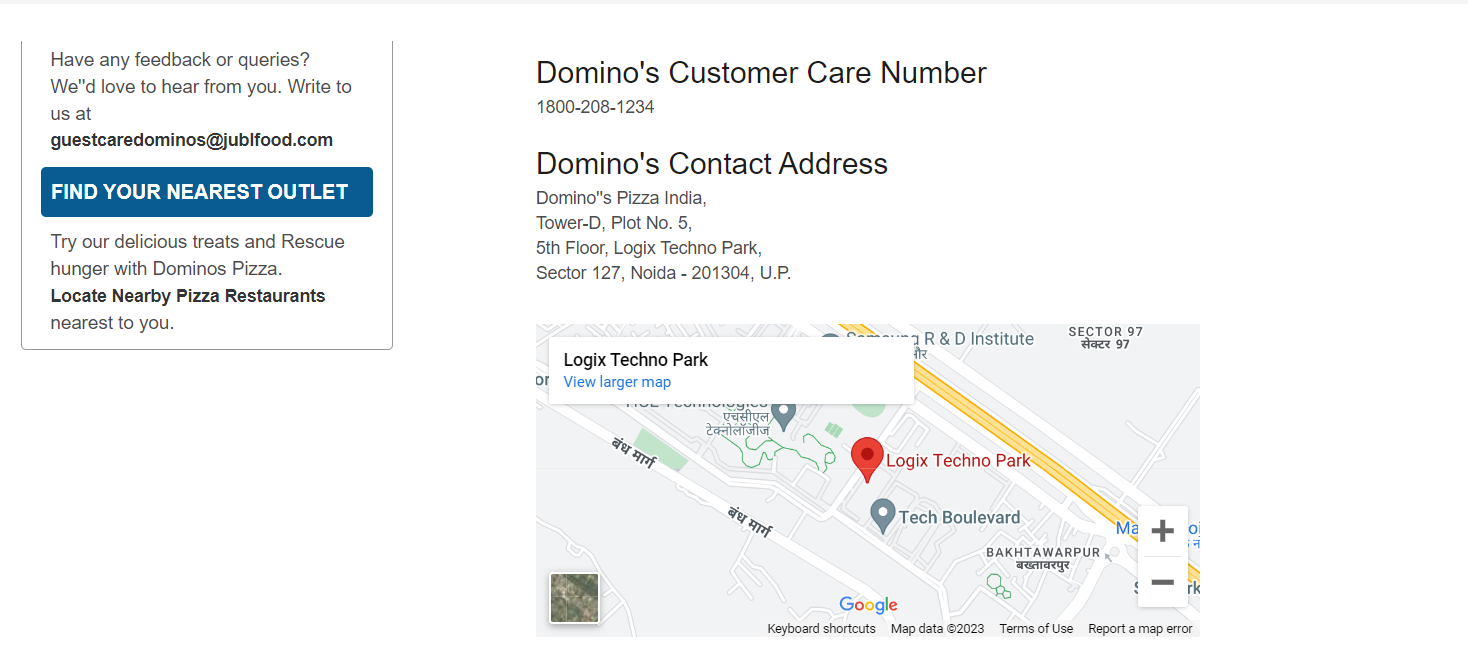 Have any feedback or queries?
We"d love to hear from you. Write to
us at
guestcaredominos@jublfood.com
FIND YOUR NEAREST OUTLET
Try our delicious treats and Rescue
hunger with Dominos Pizza.
Locate Nearby Pizza Restaurants
nearest to you.
Domino's Customer Care Number
1800-208-1234
Domino's Contact Address
Domino"s Pizza India,
Tower-D, Plot No. 5,
5th Floor, Logix Techno Park,
Sector 127, Noida - 201304, U.P.
SECTOR 97
सेक्टर 97
Samsung R & D Institute
Logix Techno Park
View larger map
HCL Technologies
एचसीएल
टेक्नोलॉजीज
बंध मार्ग
Logix Techno Park
बंध मार्ग
Tech Boulevard
BAKHTAWARPUR
बख्तावरपुर
Google
Keyboard shortcuts
Map data ©2023
Terms of Use
Report a map error